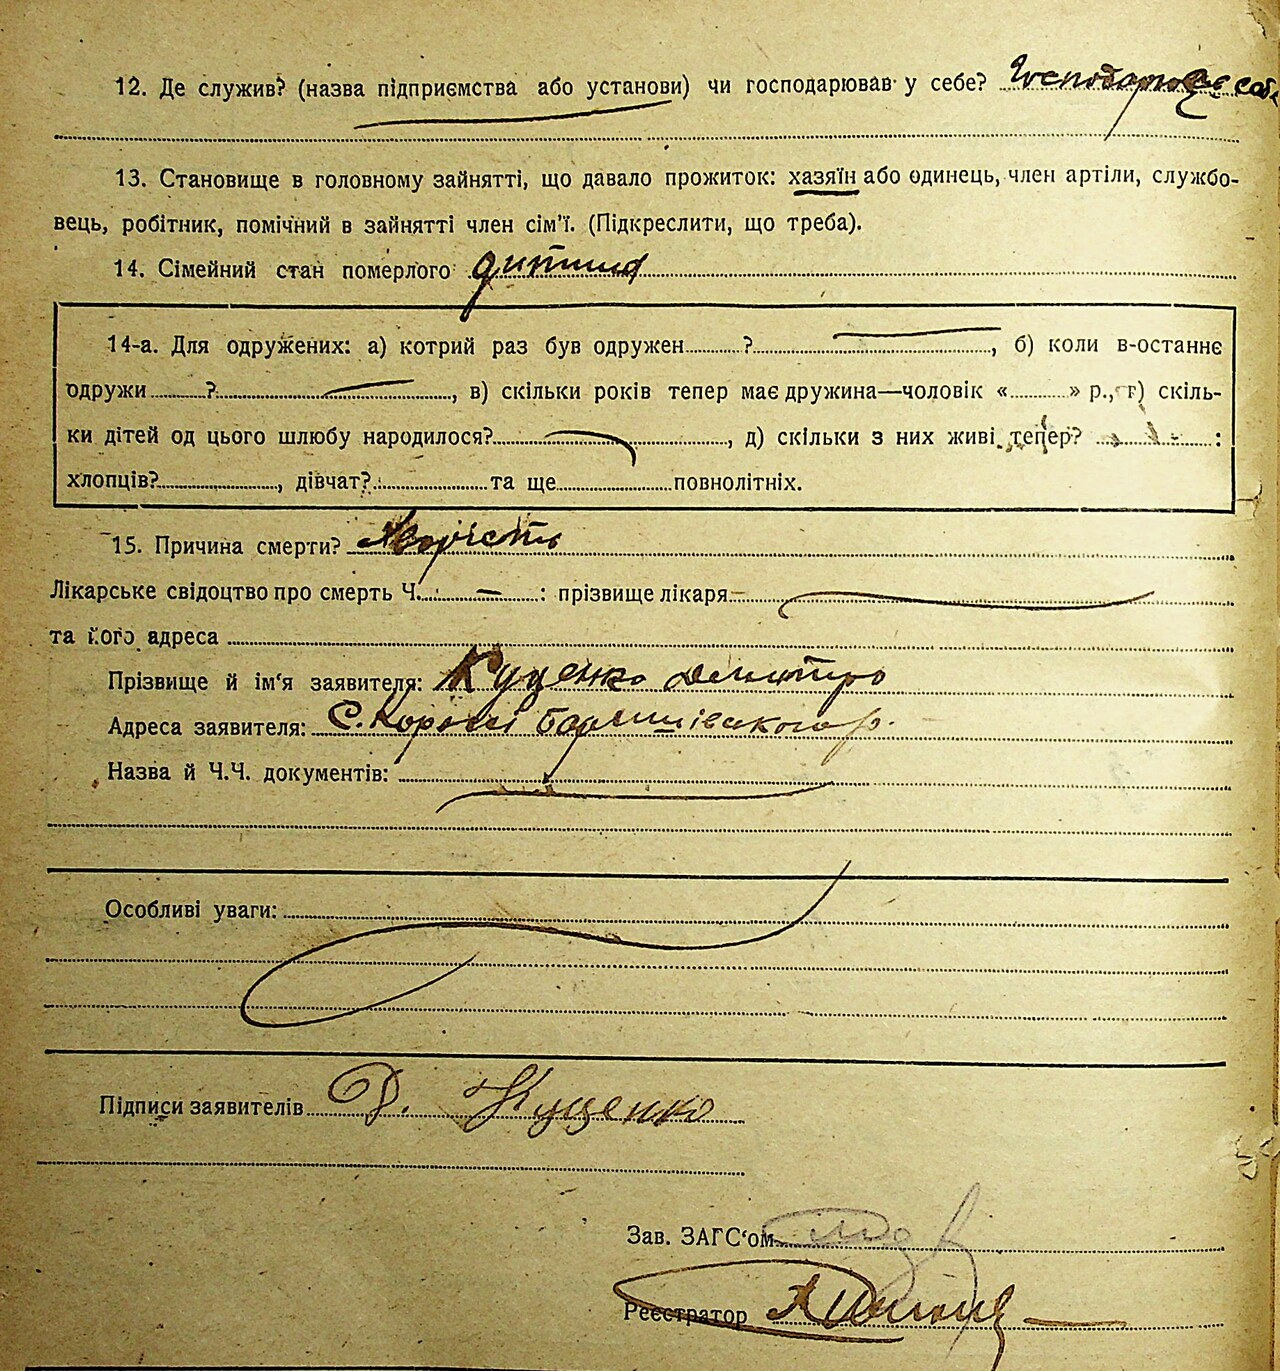 12. Де служив? (назва підприємства або установи) чи господарював у себе? Господарює в собі
13. Становище в головному зайнятті, що давало прожиток: хазяїн або одинець, член артіли, службо-
вець, робітник, помічний в зайнятті член сім'ї. (Підкреслити, що треба).
14. Сімейний стан померлого дитина
14-а. Для одружених: а) котрий раз був одружен ? , б) коли в-останнє
одружи ? , в) скільки років тепер має дружина—чоловік « » р., г) скіль-
ки дітей од цього шлюбу народилося? , д) скільки з них живі тепер? :
хлопців? , дівчат? та ще повнолітніх.
15. Причина смерти? Хворість
Лікарське свідоцтво про смерть Ч. — : прізвище лікаря
та його адреса
Прізвище й ім'я заявителя: Куценко Дмитро
Адреса заявителя: С. Коржі Баришівського р.
Назва й Ч.Ч. документів:
Особливі уваги:
Підписи заявителів Д. Куценко
Зав. ЗАГС'ом
Реєстратор